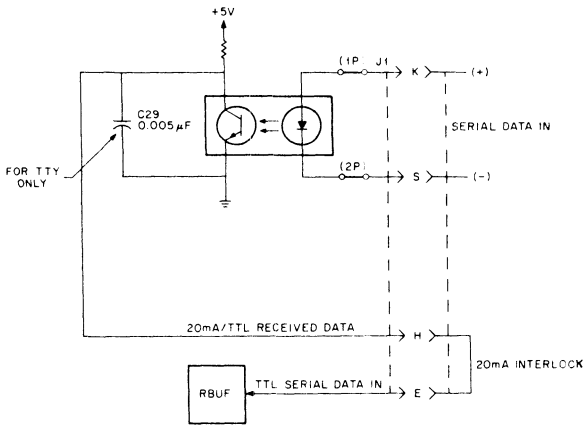 +5V
(1P
J1
K
(+)
C29
0.005µF
SERIAL DATA IN
FOR TTY
ONLY
(2P)
S
(-)
20mA/TTL RECEIVED DATA
H
20mA INTERLOCK
RBUF
TTL SERIAL DATA IN
E